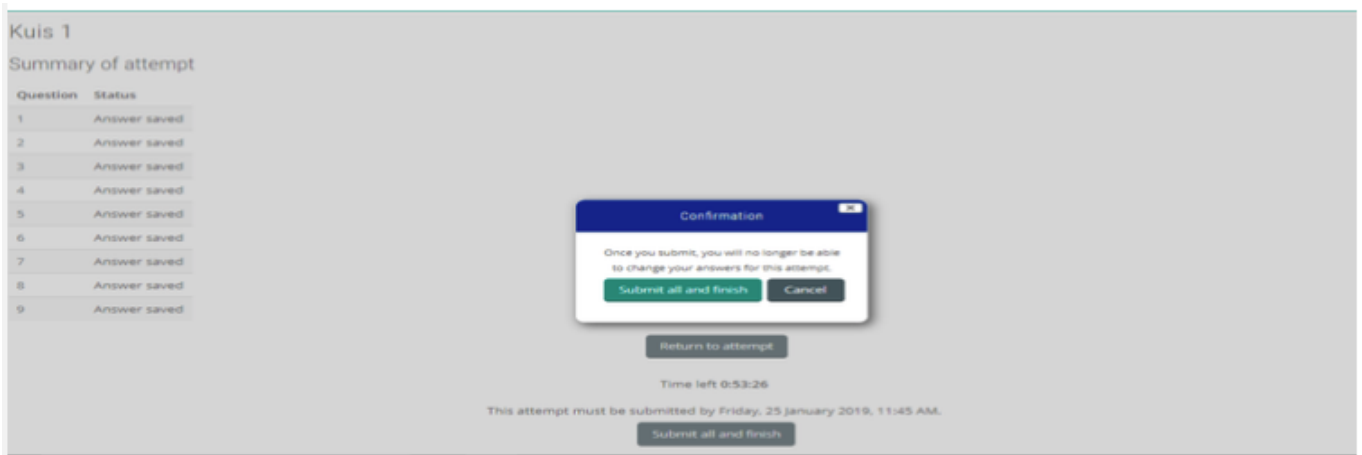 Kuis 1
Summary of attempt
Question Status
1 Answer saved
2 Answer saved
3 Answer saved
4 Answer saved
5 Answer saved
6 Answer saved
7 Answer saved
8 Answer saved
9 Answer saved
Confirmation
Once you submit, you will no longer be able
to change your answers for this attempt.
Submit all and finish Cancel
Return to attempt
Time left 0:53:26
This attempt must be submitted by Friday, 25 January 2019, 11:45 AM.
Submit all and finish